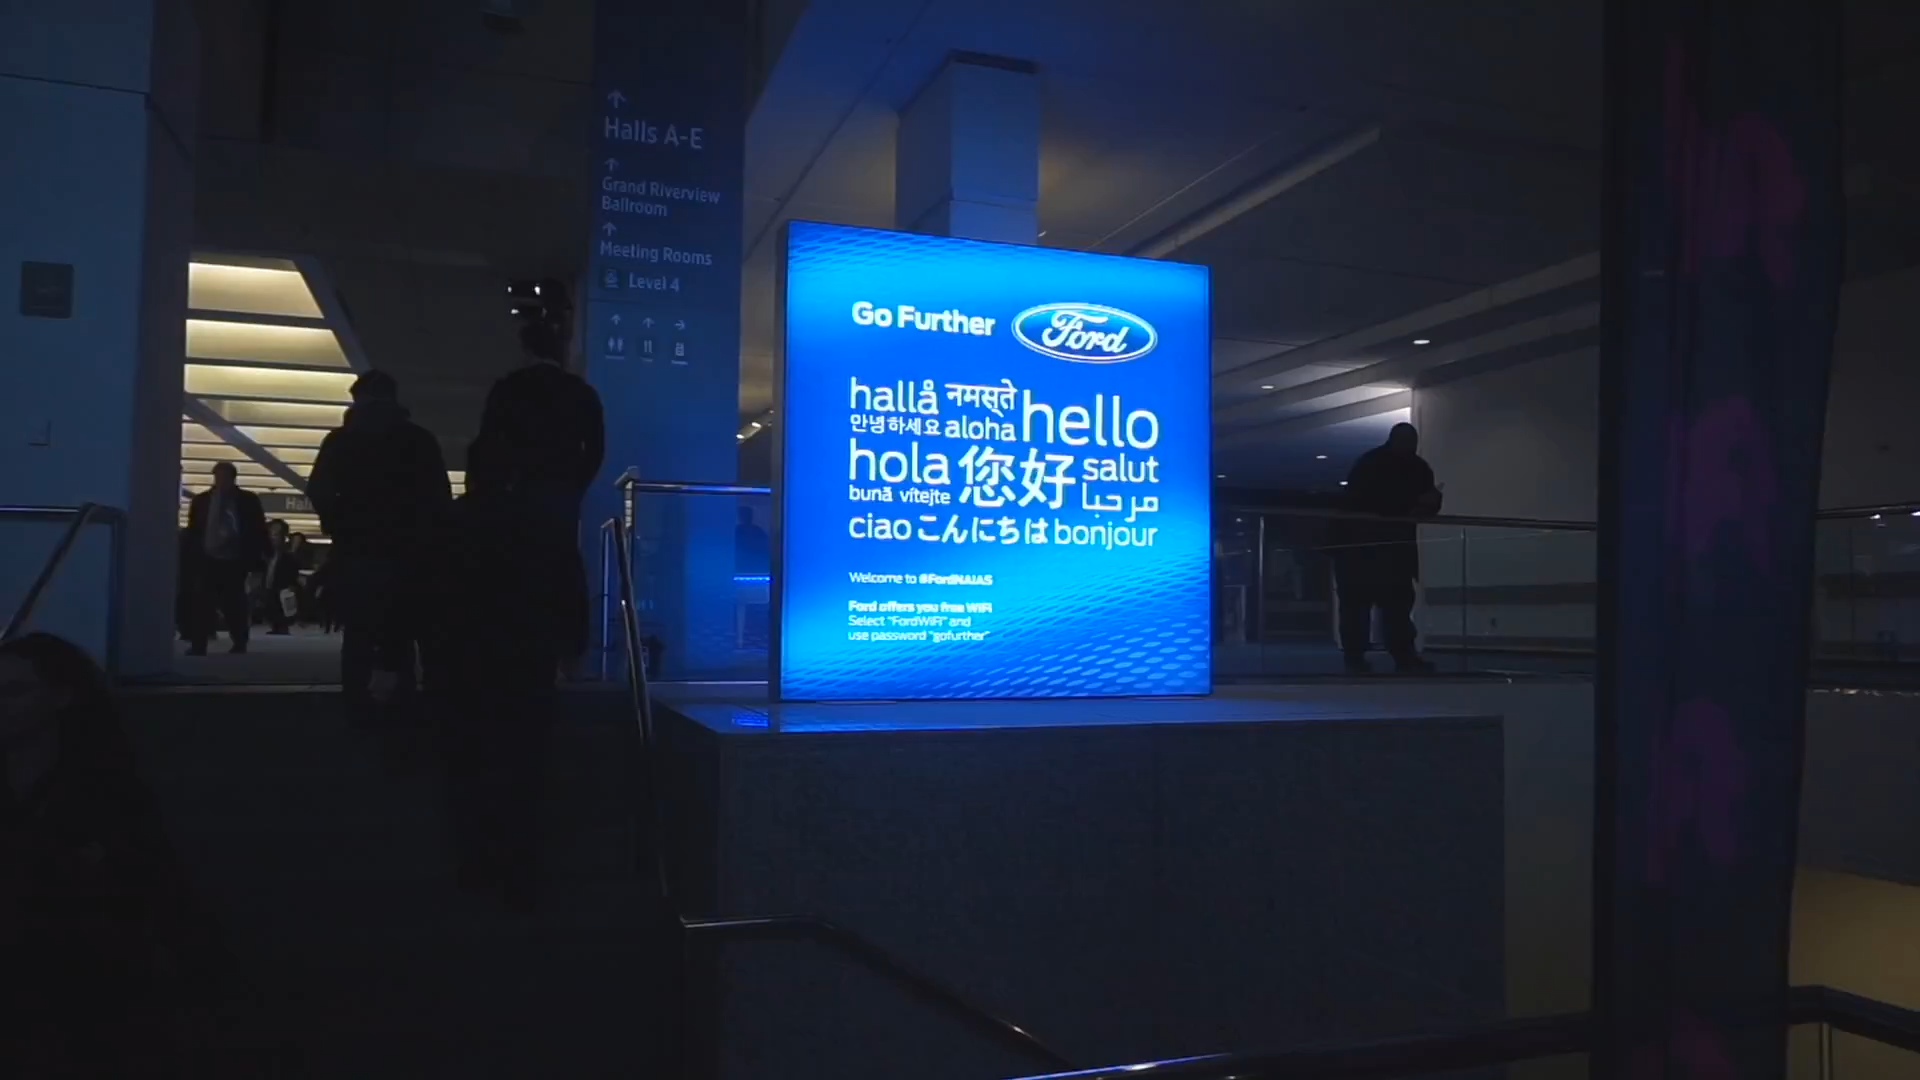 Halls A-E
Grand Riverview
Ballroom
Meeting Rooms
Level 4
Go Further Ford
hallå नमस्ते hello
안녕하세요 aloha
hola 您好 salut
bună vítejte مرحبا
ciao こんにちは bonjour
Welcome to #FordNAIAS
Ford offers you free WiFi
Select "FordWiFi" and
use password "gofurther"